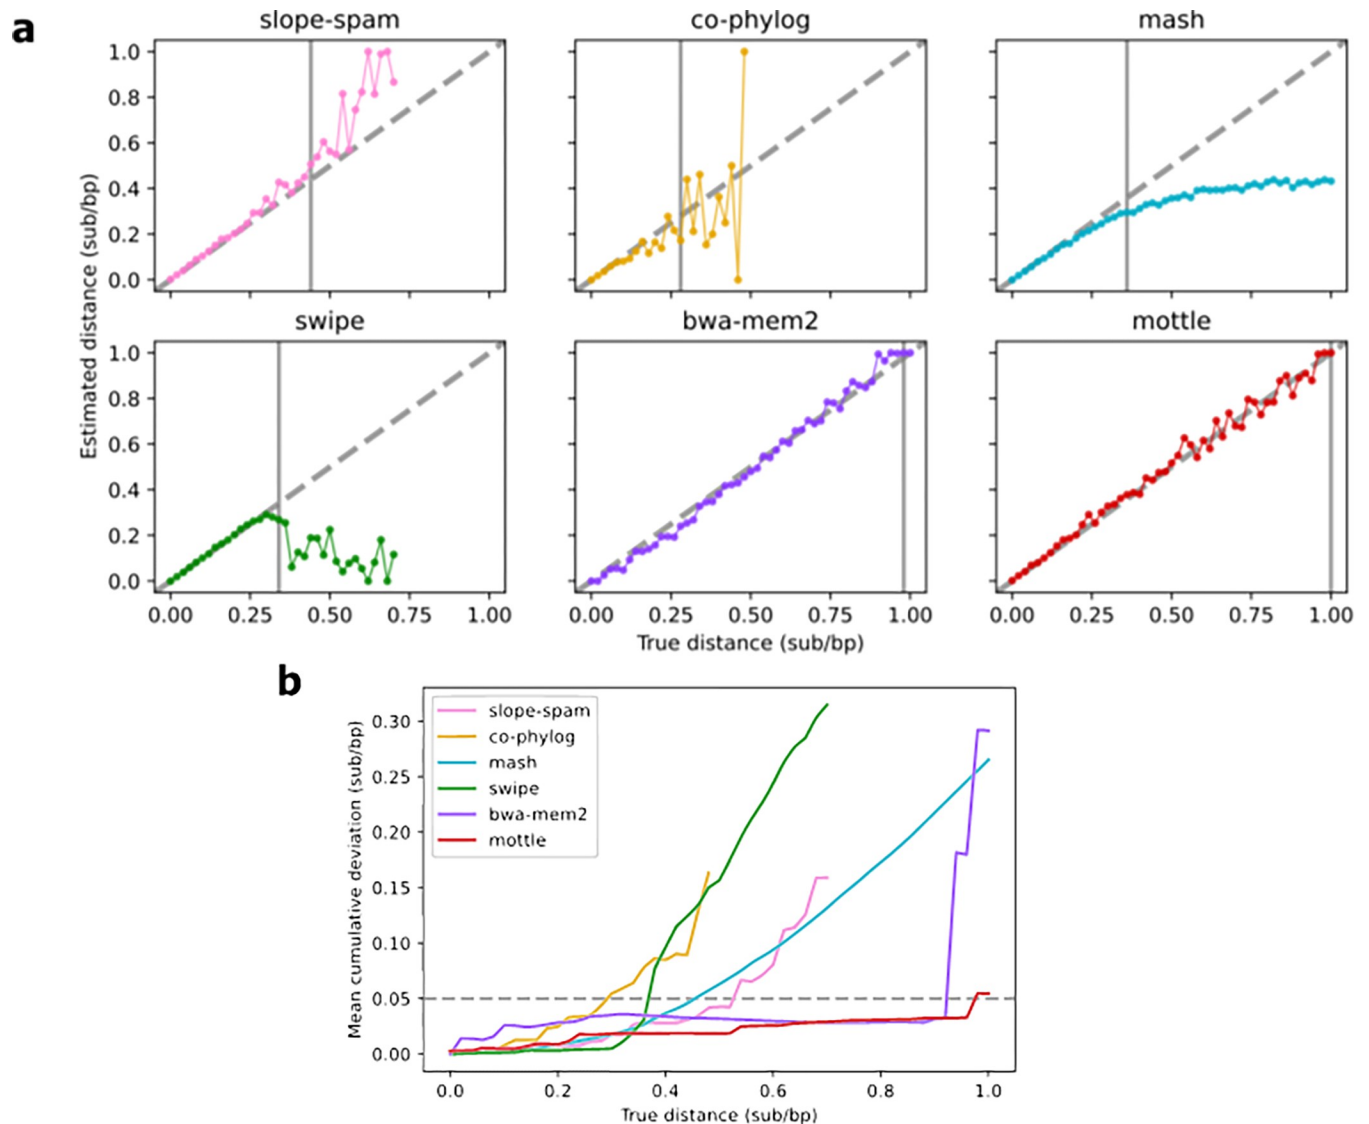 a
slope-spam co-phylog mash
1.0
0.8
0.6
0.4
0.2
0.0
Estimated distance (sub/bp)
swipe bwa-mem2 mottle
1.0
0.8
0.6
0.4
0.2
0.0
0.00 0.25 0.50 0.75 1.00 0.00 0.25 0.50 0.75 1.00 0.00 0.25 0.50 0.75 1.00
True distance (sub/bp)
b
slope-spam
co-phylog
mash
swipe
bwa-mem2
mottle
0.30
0.25
0.20
0.15
0.10
0.05
0.00
Mean cumulative deviation (sub/bp)
0.0 0.2 0.4 0.6 0.8 1.0
True distance (sub/bp)